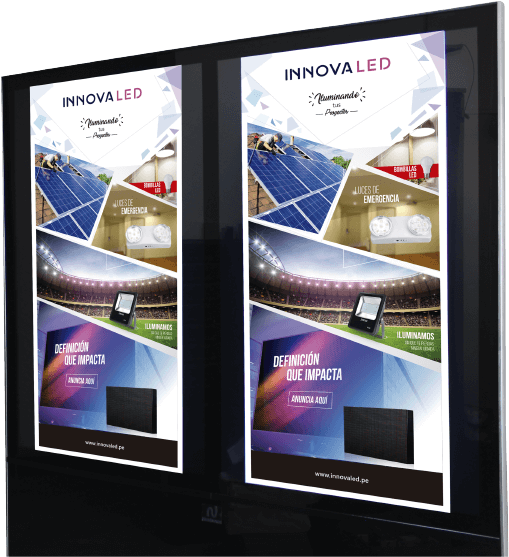 INNOVA LED
Iluminando
tus
Proyectos
BOMBILLAS
LED
LUCES DE
EMERGENCIA
ILUMINAMOS
DEFINICIÓN
QUE IMPACTA
ANUNCIA AQUÍ
www.innovaled.pe
INNOVA LED
Iluminando
tus
Proyectos
BOMBILLAS
LED
LUCES DE
EMERGENCIA
ILUMINAMOS
DEFINICIÓN
QUE IMPACTA
ANUNCIA AQUÍ
www.innovaled.pe